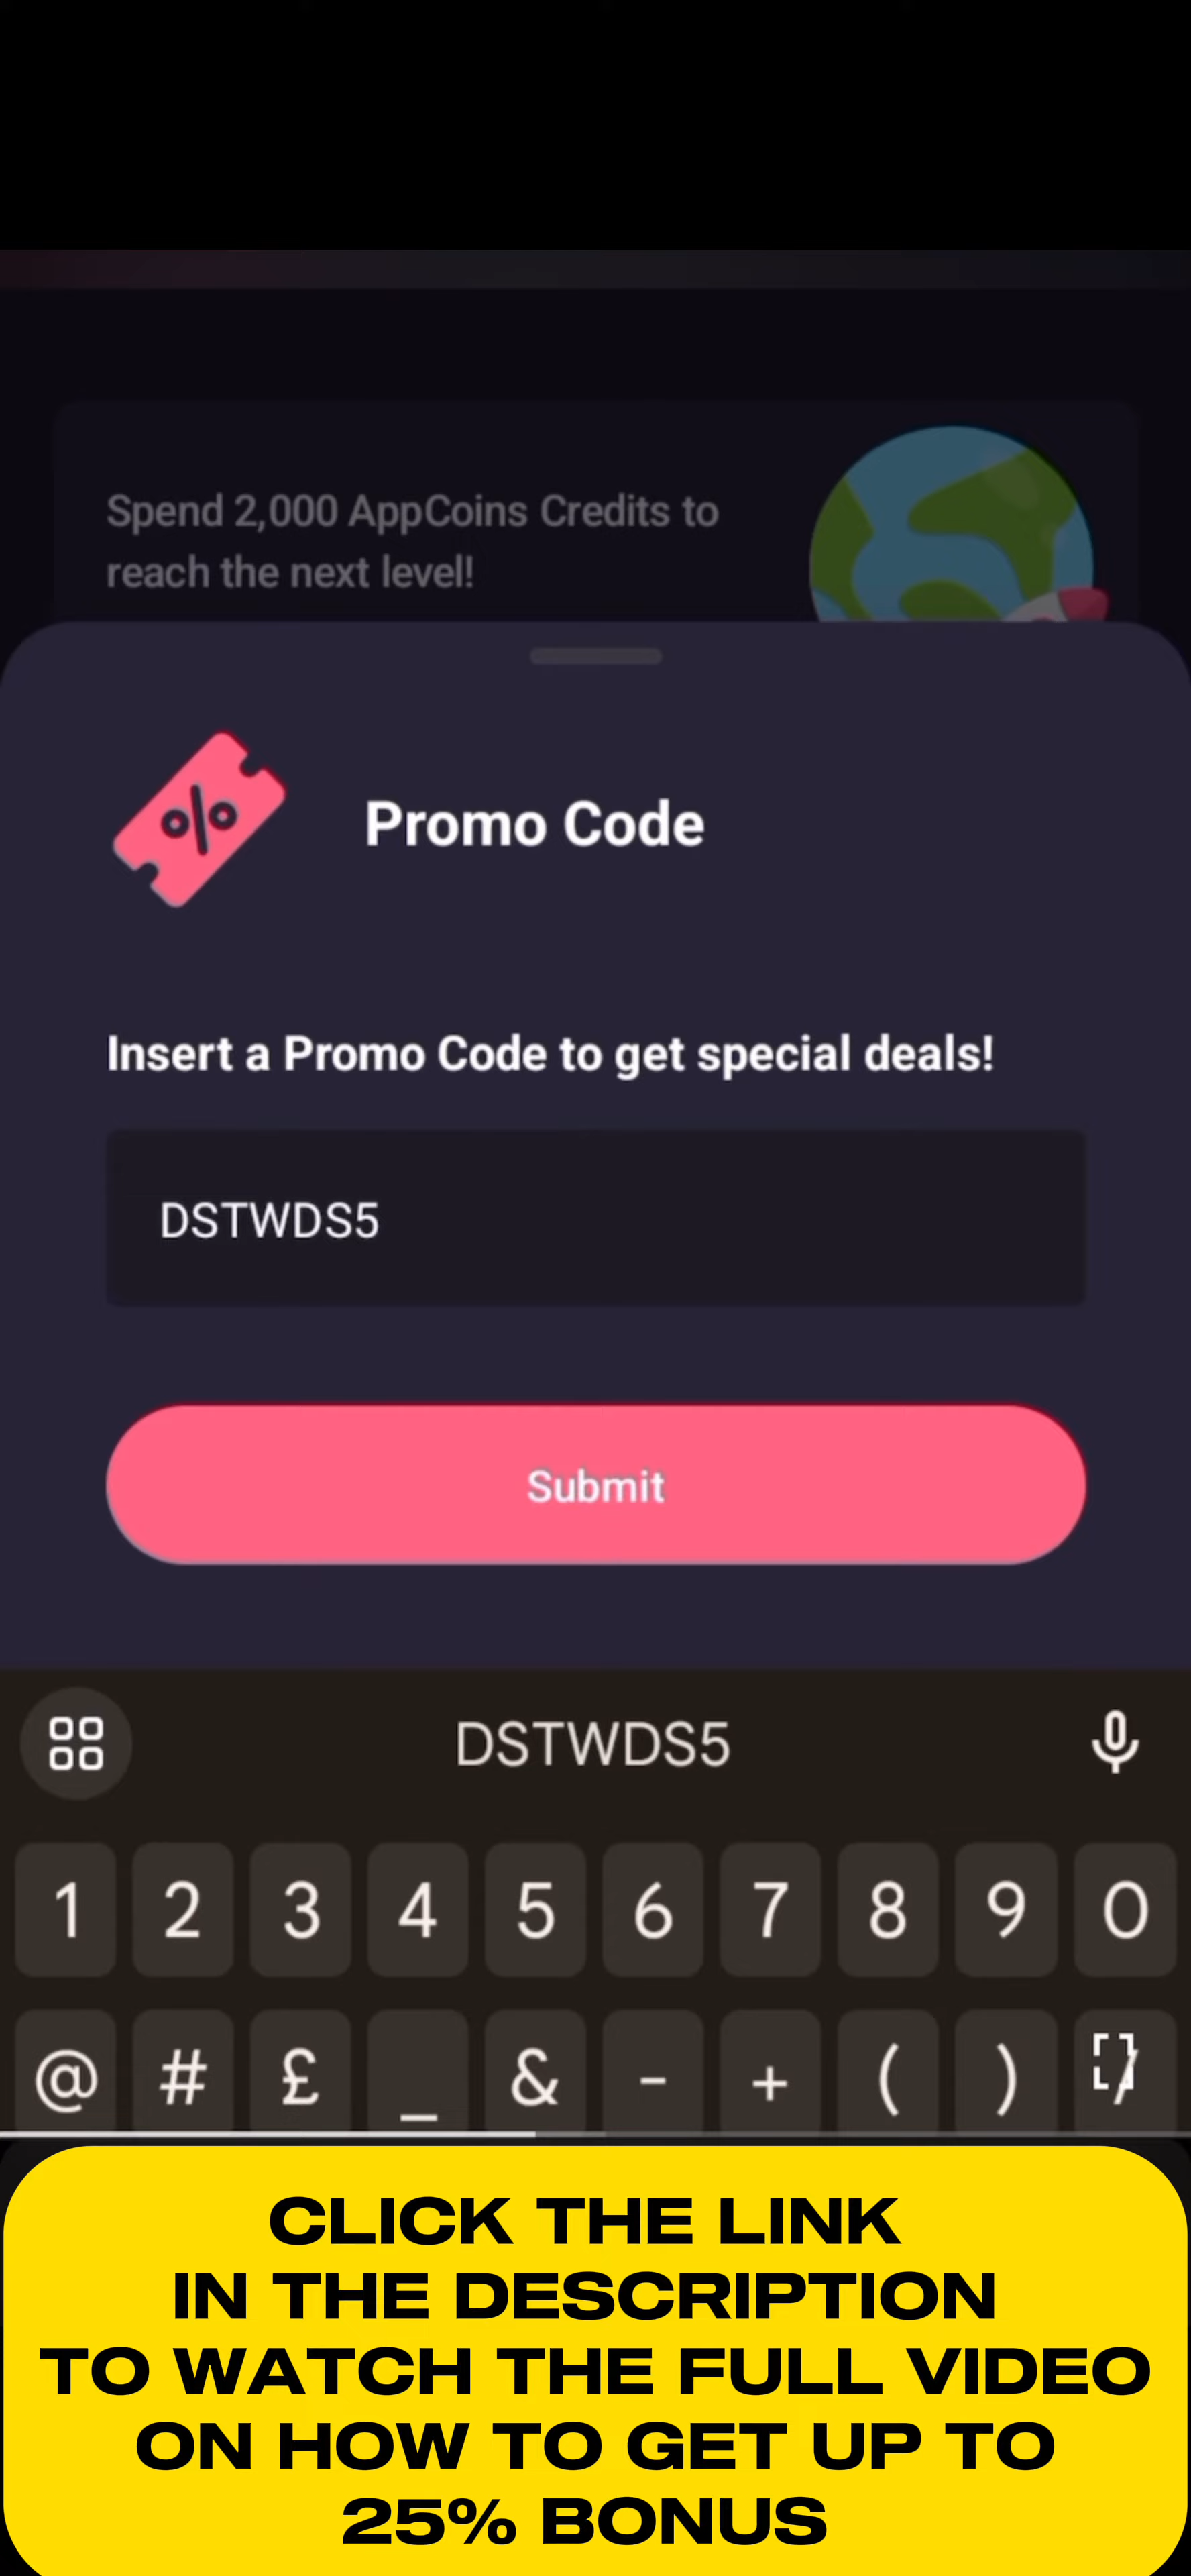 Spend 2,000 AppCoins Credits to
reach the next level!
%
Promo Code
Insert a Promo Code to get special deals!
DSTWDS5
Submit
DSTWDS5
1 2 3 4 5 6 7 8 9 0
@ # £ _ & - + ( ) /
CLICK THE LINK
IN THE DESCRIPTION
TO WATCH THE FULL VIDEO
ON HOW TO GET UP TO
25% BONUS